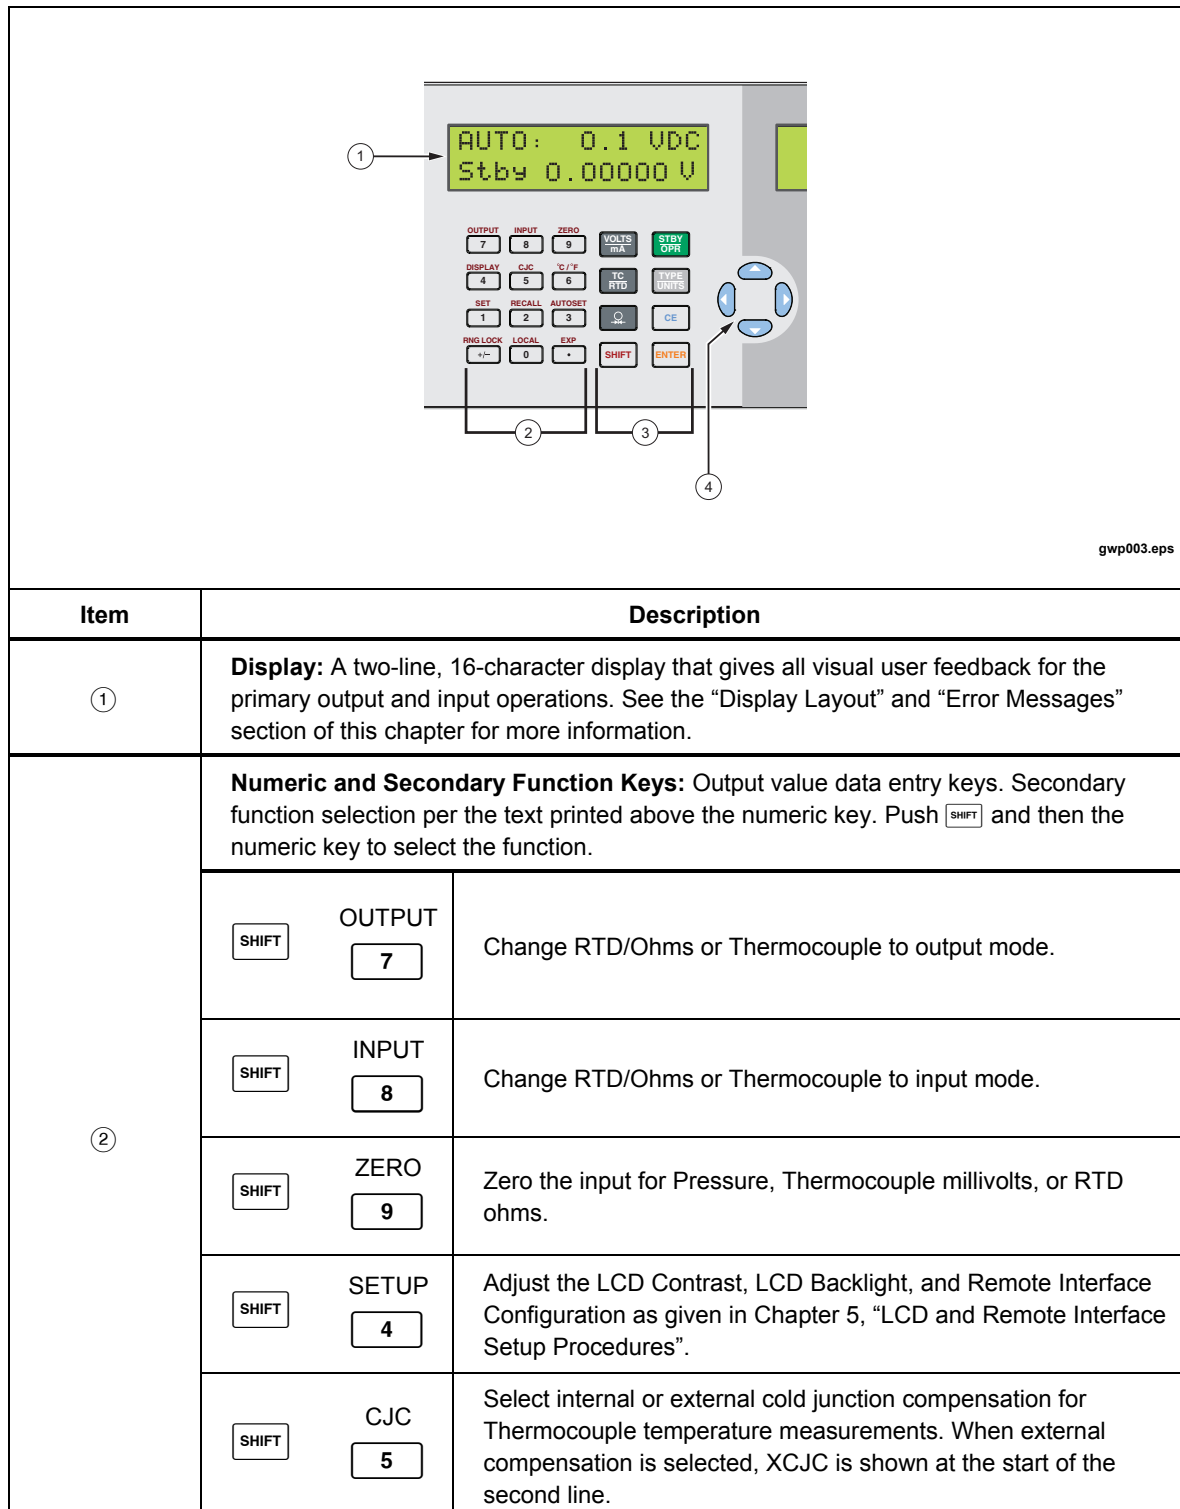 1
AUTO: 0.1 VDC
Stby 0.00000 V
OUTPUT INPUT ZERO
7 8 9 VOLTS mA STBY OPR
DISPLAY CJC °C/°F
4 5 6 TC RTD TYPE UNITS
SET RECALL AUTOSET
1 2 3 CE
RNG LOCK LOCAL EXP
+/− 0 • SHIFT ENTER
2 3
4
gwp003.eps
Item Description
1
Display: A two-line, 16-character display that gives all visual user feedback for the
primary output and input operations. See the “Display Layout” and “Error Messages”
section of this chapter for more information.
2
Numeric and Secondary Function Keys: Output value data entry keys. Secondary
function selection per the text printed above the numeric key. Push SHIFT and then the
numeric key to select the function.
SHIFT OUTPUT 7
Change RTD/Ohms or Thermocouple to output mode.
SHIFT INPUT 8
Change RTD/Ohms or Thermocouple to input mode.
SHIFT ZERO 9
Zero the input for Pressure, Thermocouple millivolts, or RTD
ohms.
SHIFT SETUP 4
Adjust the LCD Contrast, LCD Backlight, and Remote Interface
Configuration as given in Chapter 5, “LCD and Remote Interface
Setup Procedures”.
SHIFT CJC 5
Select internal or external cold junction compensation for
Thermocouple temperature measurements. When external
compensation is selected, XCJC is shown at the start of the
second line.